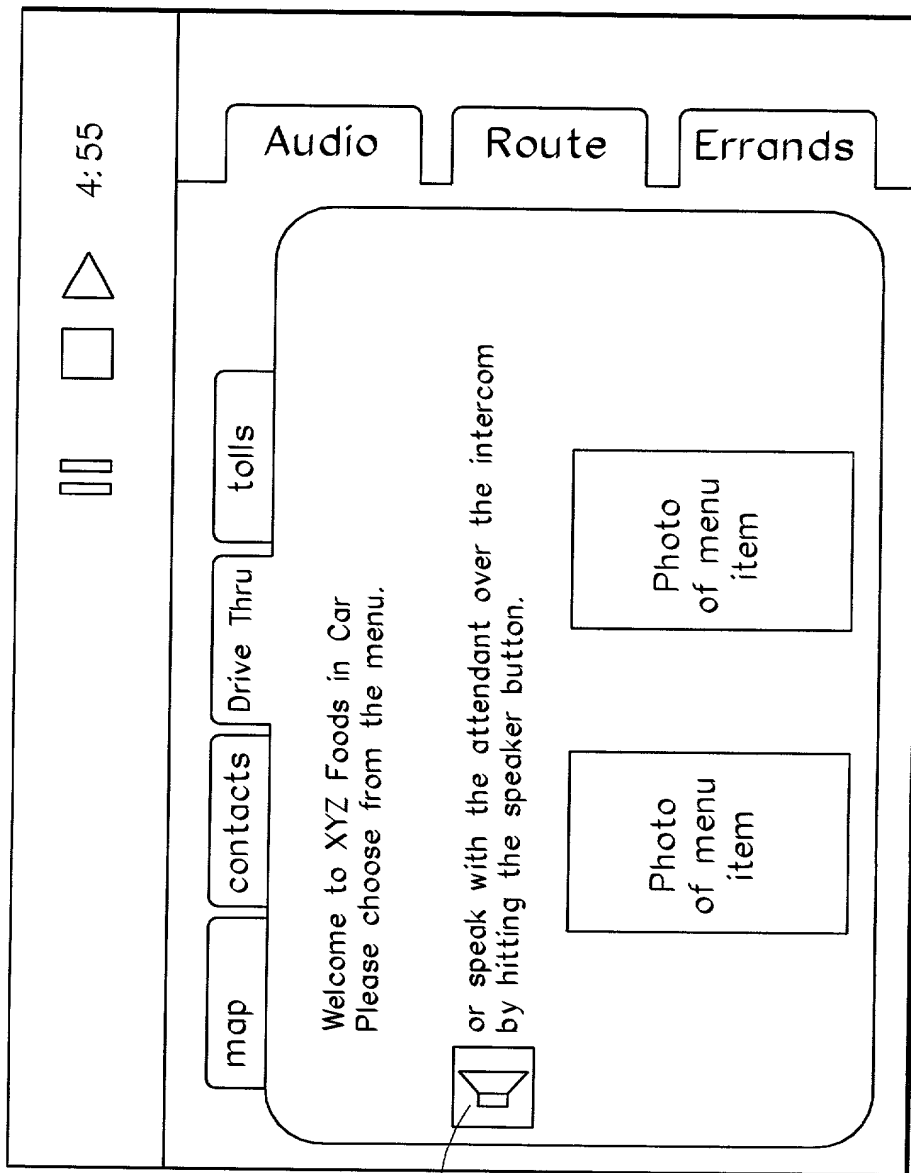 4:55
map
contacts
Drive Thru
tolls
Welcome to XYZ Foods in Car
Please choose from the menu.
or speak with the attendant over the intercom
by hitting the speaker button.
Photo
of menu
item
Photo
of menu
item
Audio
Route
Errands